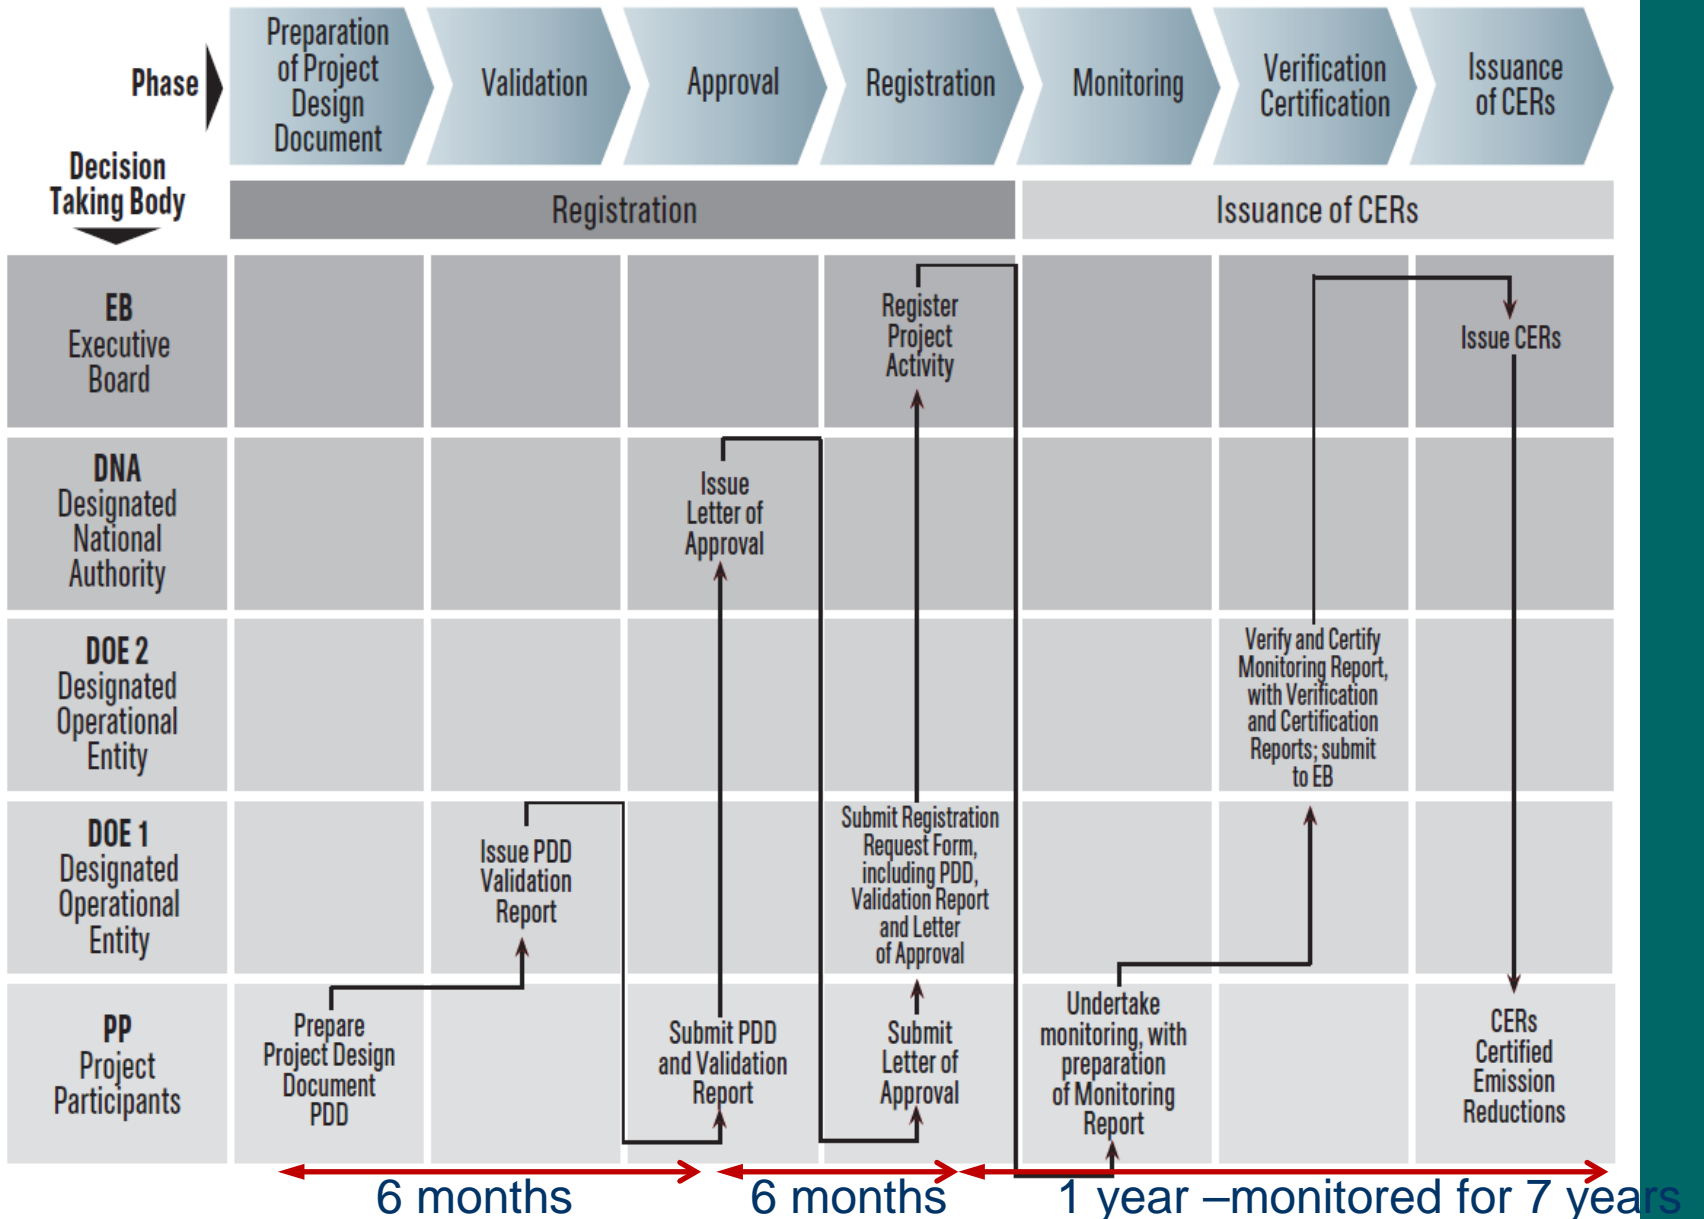 Phase
Preparation
of Project
Design
Document
Validation
Approval
Registration
Monitoring
Verification
Certification
Issuance
of CERs
Decision
Taking Body
Registration
Issuance of CERs
EB
Executive
Board
Register
Project
Activity
Issue CERs
DNA
Designated
National
Authority
Issue
Letter of
Approval
DOE 2
Designated
Operational
Entity
Verify and Certify
Monitoring Report,
with Verification
and Certification
Reports; submit
to EB
DOE 1
Designated
Operational
Entity
Issue PDD
Validation
Report
Submit Registration
Request Form,
including PDD,
Validation Report
and Letter
of Approval
PP
Project
Participants
Prepare
Project Design
Document
PDD
Submit PDD
and Validation
Report
Submit
Letter of
Approval
Undertake
monitoring, with
preparation
of Monitoring
Report
CERs
Certified
Emission
Reductions
6 months
6 months
1 year –monitored for 7 years